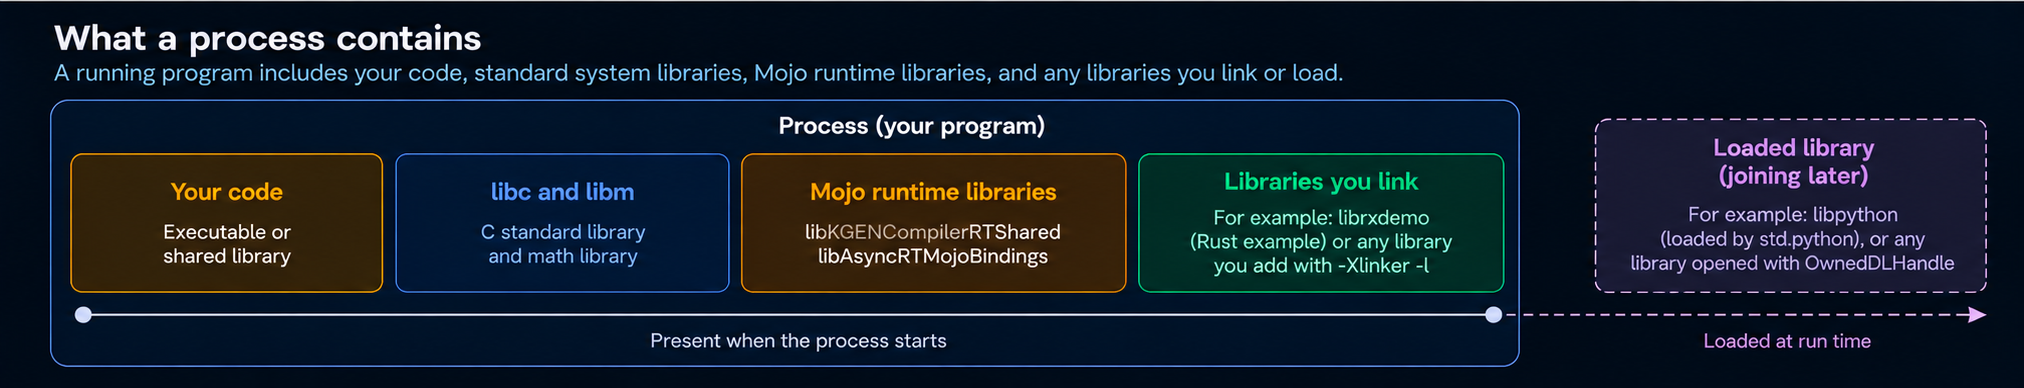 What a process contains
A running program includes your code, standard system libraries, Mojo runtime libraries, and any libraries you link or load.
Process (your program)
Your code
Executable or
shared library
libc and libm
C standard library
and math library
Mojo runtime libraries
libKGENCompilerRTShared
libAsyncRTMojoBindings
Libraries you link
For example: librxdemo
(Rust example) or any library
you add with -Xlinker -l
Present when the process starts
Loaded library
(joining later)
For example: libpython
(loaded by std.python), or any
library opened with OwnedDLHandle
Loaded at run time